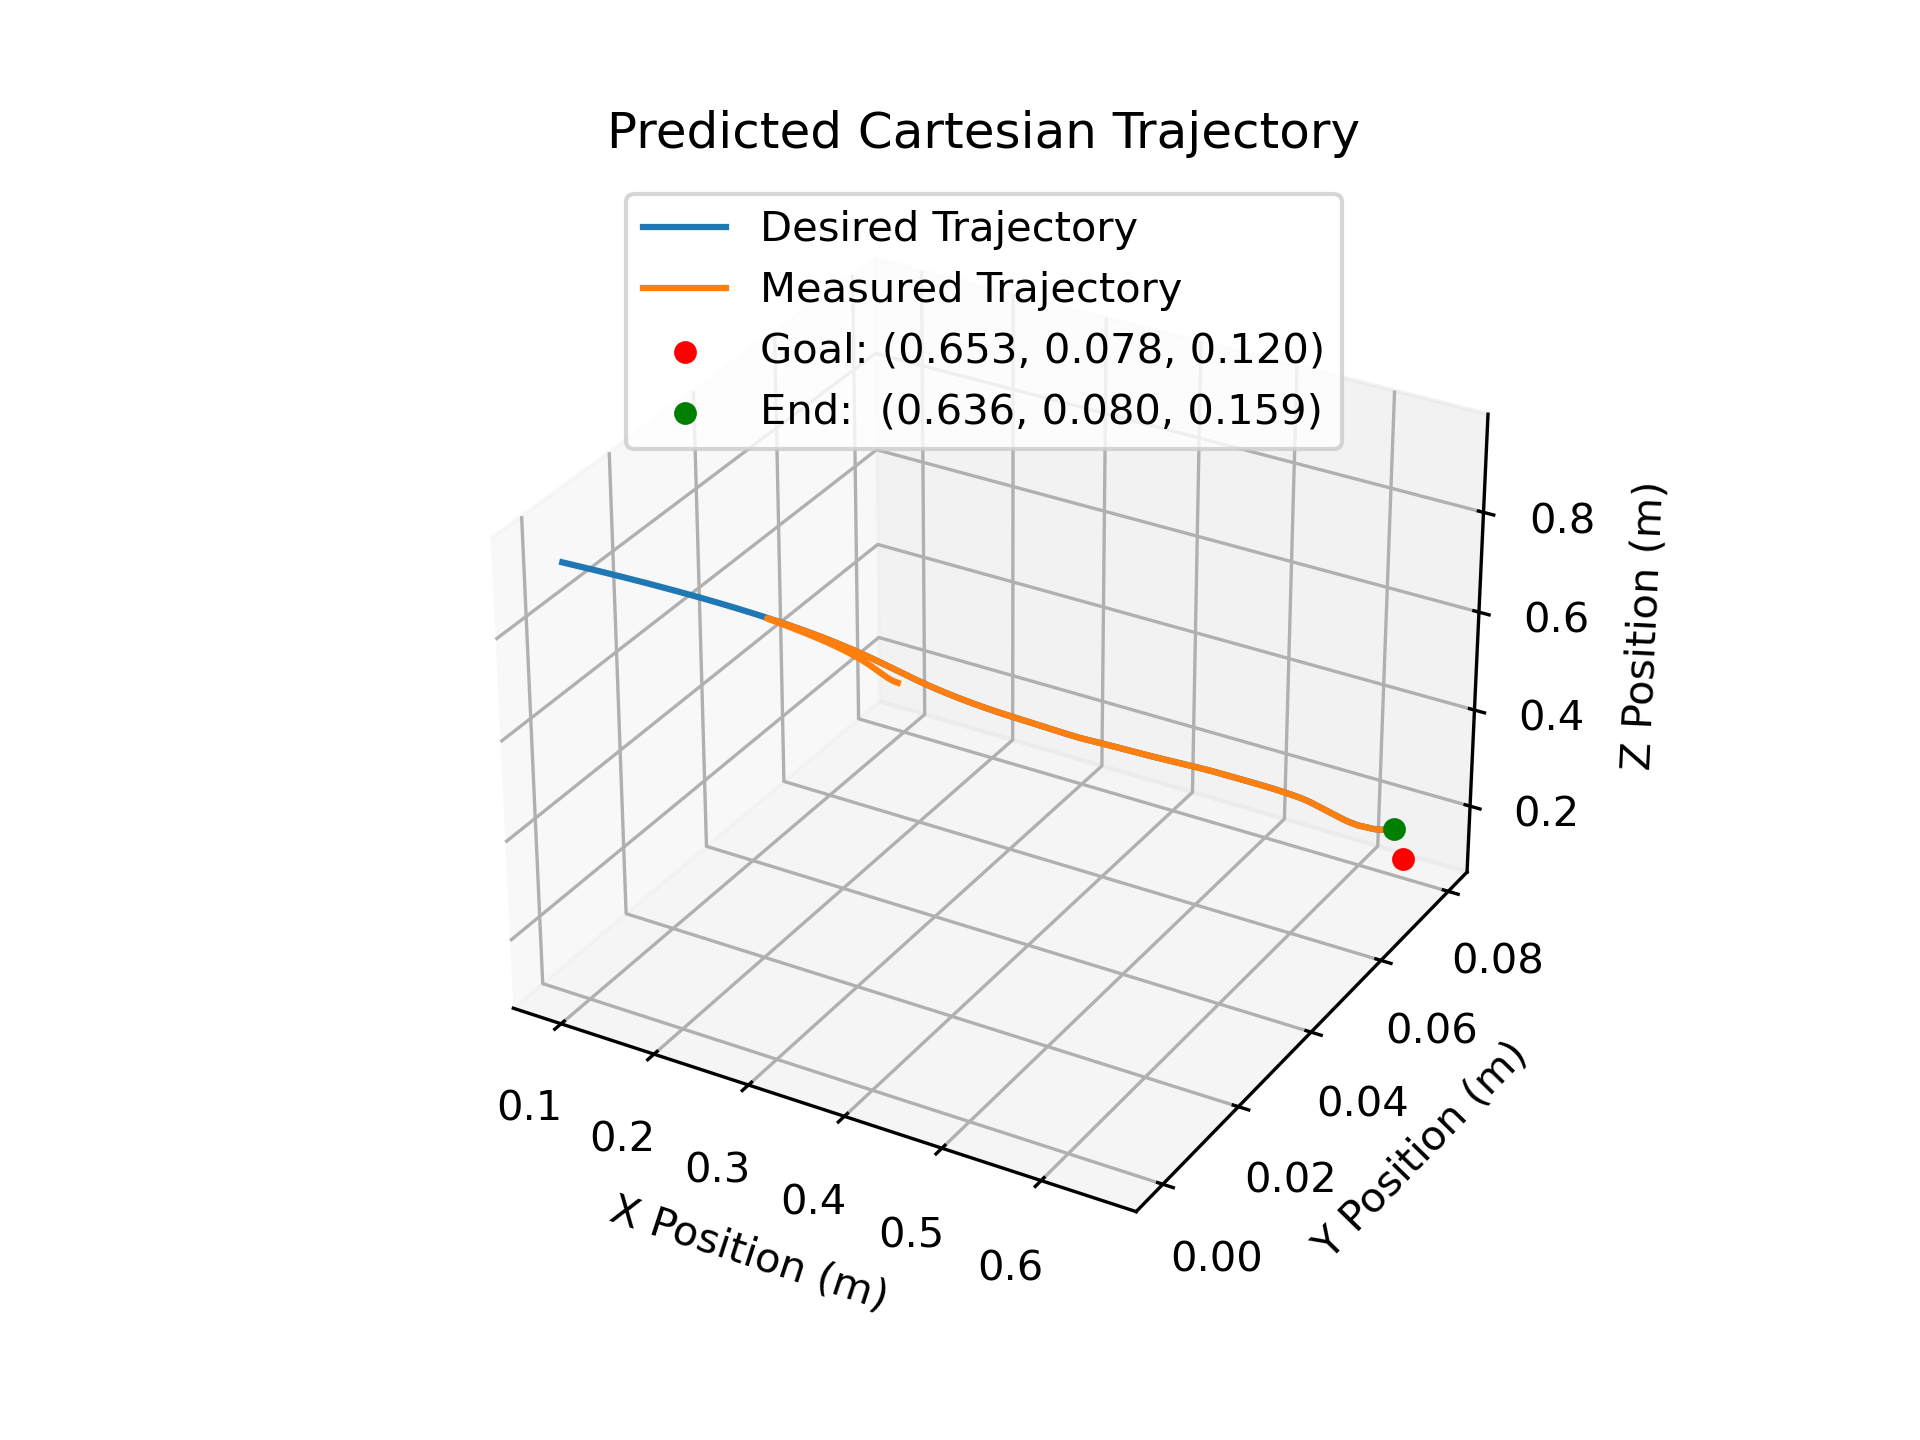 Predicted Cartesian Trajectory
Desired Trajectory
Measured Trajectory
Goal: (0.653, 0.078, 0.120)
End:  (0.636, 0.080, 0.159)
0.8
0.6
0.4
0.2
Z Position (m)
0.08
0.06
0.04
0.02
0.00
Y Position (m)
0.1
0.2
0.3
0.4
0.5
0.6
X Position (m)